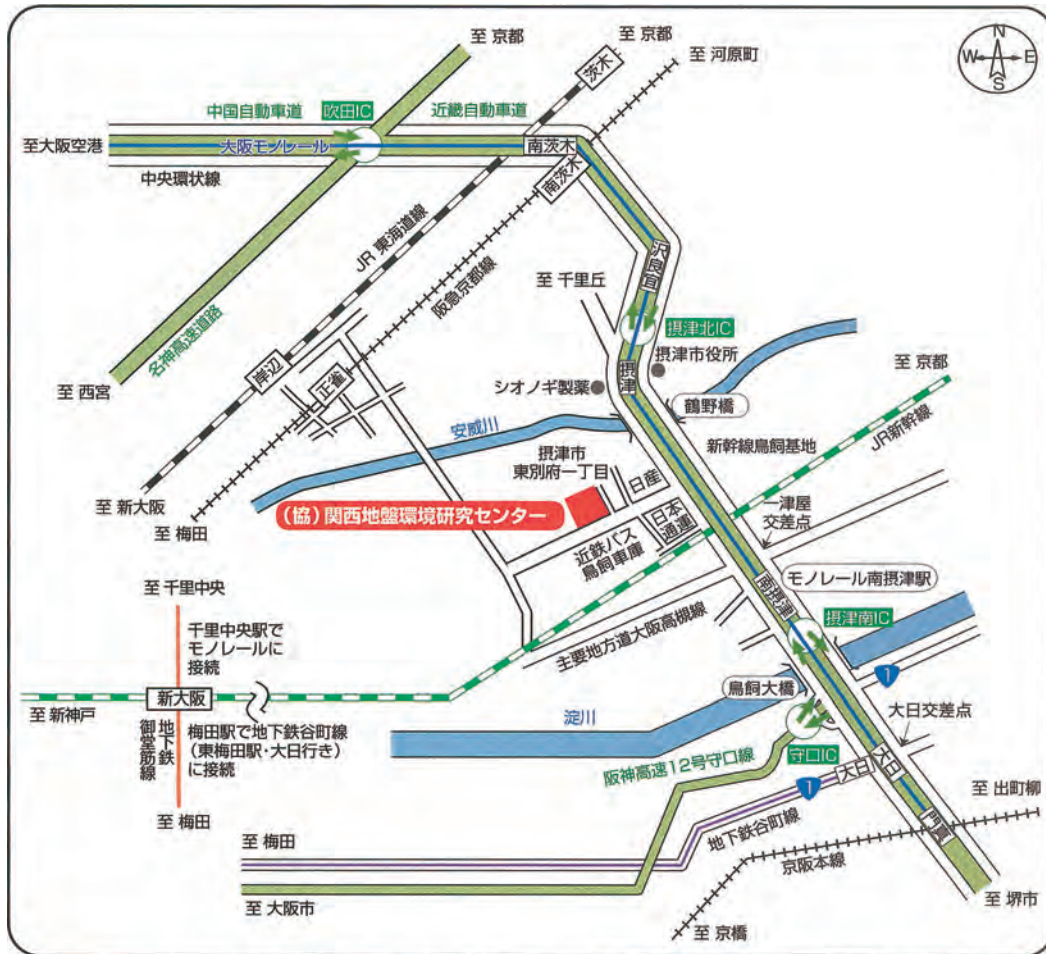 至 京都
至 京都
至 河原町
N
W
E
S
茨木
中国自動車道
吹田IC
近畿自動車道
至大阪空港
大阪モノレール
南茨木
中央環状線
南茨木
JR 東海道線
阪急京都線
沢良宜
至 千里丘
名神高速道路
摂津北IC
摂津市役所
岸辺
正雀
摂津
至 京都
至 西宮
シオノギ製薬
鶴野橋
JR新幹線
安威川
新幹線鳥飼基地
摂津市
東別府一丁目
日産
一津屋
交差点
至 新大阪
(協)関西地盤環境研究センター
日本
通運
至 梅田
近鉄バス
鳥飼車庫
至 千里中央
南摂津
モノレール南摂津駅
千里中央駅で
モノレールに
接続
主要地方道大阪高槻線
摂津南IC
1
新大阪
鳥飼大橋
至 新神戸
淀川
大日交差点
地下鉄
御堂筋線
梅田駅で地下鉄谷町線
(東梅田駅・大日行き)
に接続
守口IC
阪神高速12号守口線
大日
大日
1
至 出町柳
至 梅田
至 梅田
地下鉄谷町線
門真
京阪本線
至 大阪市
至 堺市
至 京橋